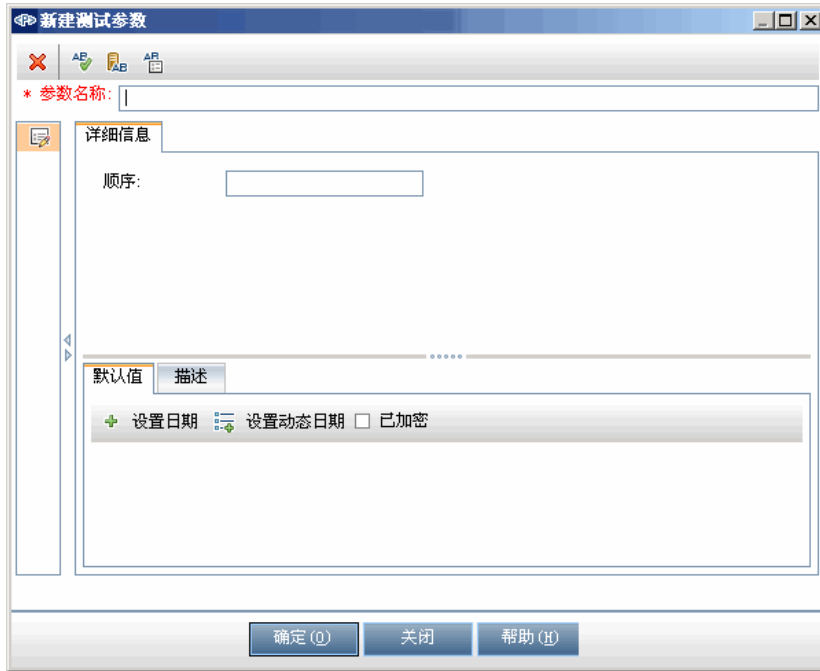 新建测试参数
* 参数名称:
详细信息
顺序:
默认值 描述
设置日期 设置动态日期 已加密
确定(O) 关闭 帮助(H)